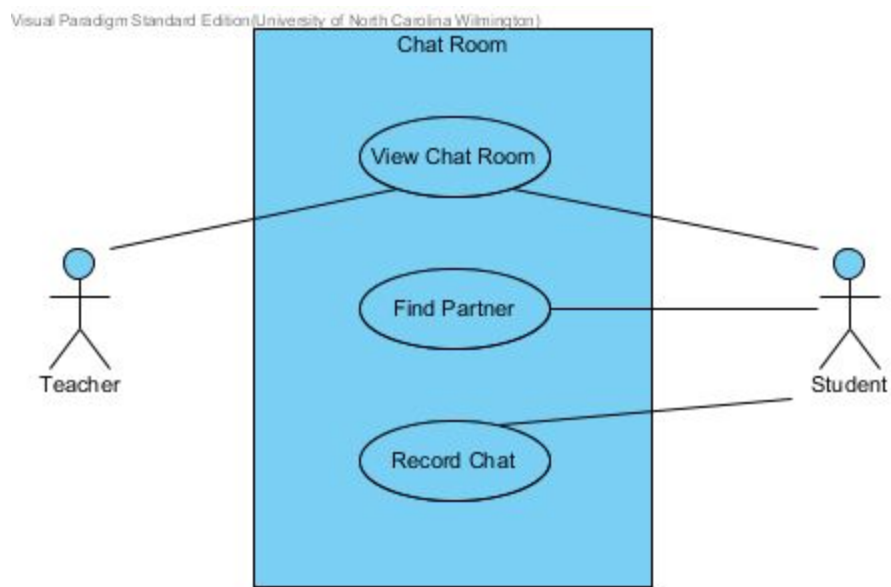 Visual Paradigm Standard Edition(University of North Carolina Wilmington)
Chat Room
View Chat Room
Find Partner
Teacher
Student
Record Chat